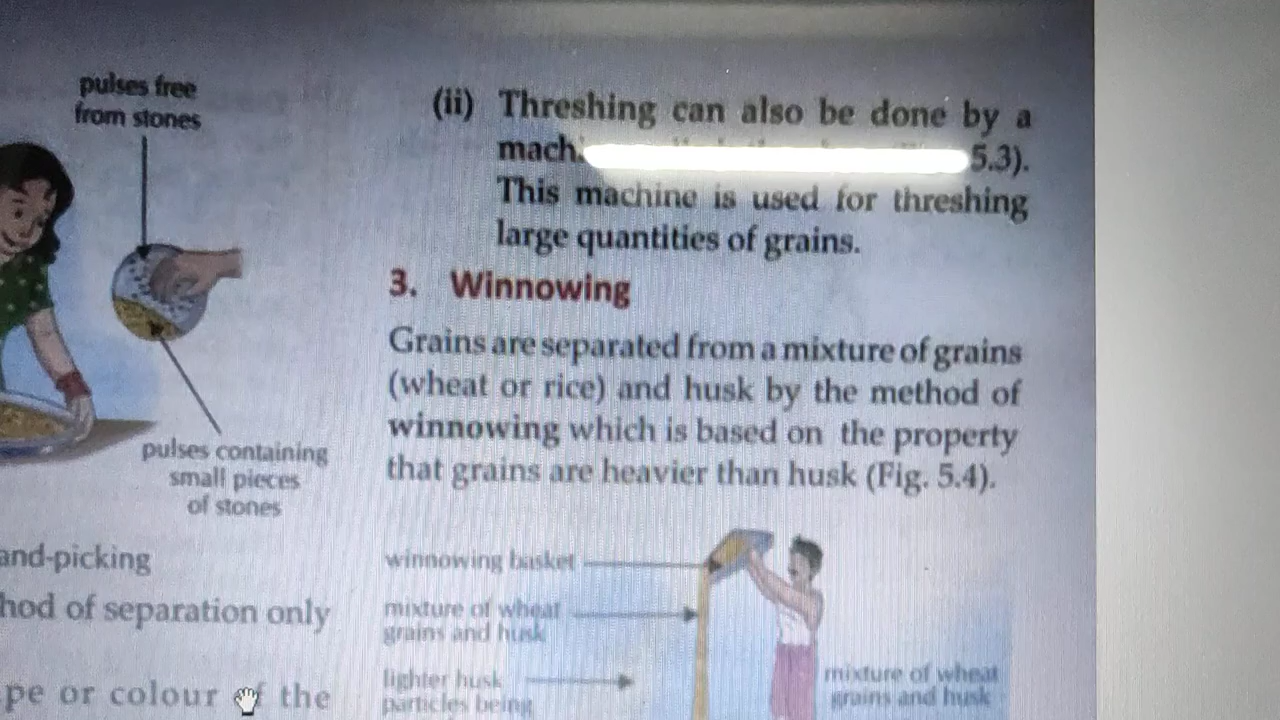 pulses free
from stones
pulses containing
small pieces
of stones
and-picking
hod of separation only
pe or colour of the
(ii) Threshing can also be done by a
mach 5.3).
This machine is used for threshing
large quantities of grains.
3. Winnowing
Grains are separated from a mixture of grains
(wheat or rice) and husk by the method of
winnowing which is based on the property
that grains are heavier than husk (Fig. 5.4).
winnowing basket
mixture of wheat
grains and husk
lighter husk
particles being
mixture of wheat
grains and husk